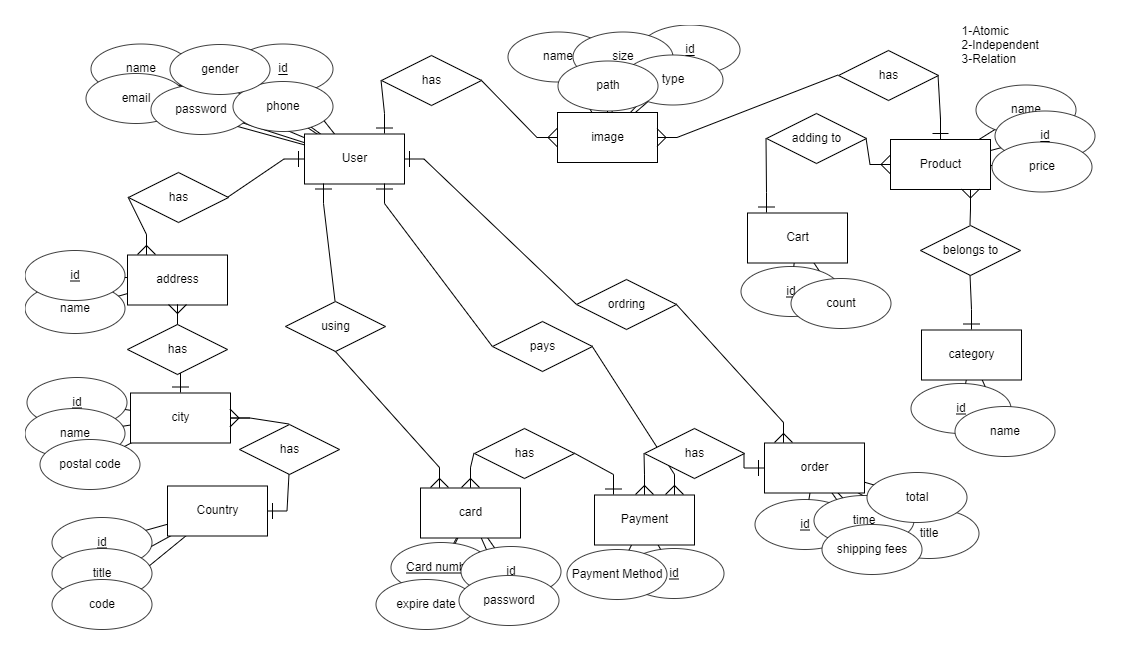 1-Atomic
2-Independent
3-Relation
name
gender
id
email
password
phone
User
has
name
size
id
path
type
image
has
name
id
price
Product
adding to
Cart
id
count
belongs to
category
id
name
has
address
id
name
has
city
id
name
postal code
has
Country
id
title
code
using
pays
ordring
card
Card numb
id
expire date
password
has
Payment
Payment Method
id
has
order
id
time
total
title
shipping fees